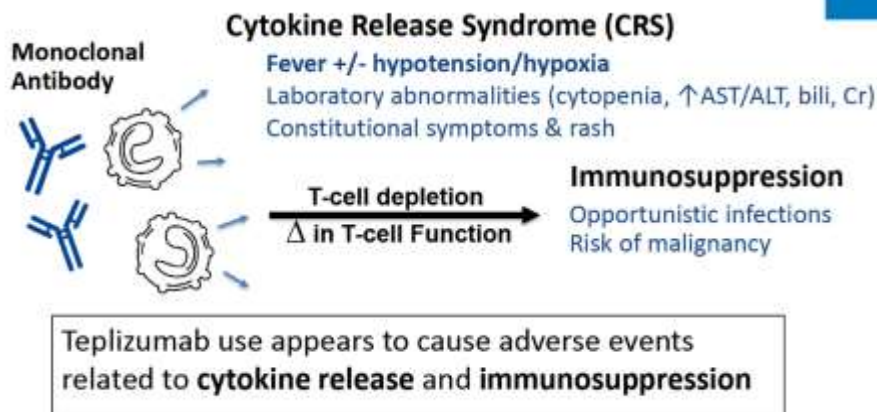 Cytokine Release Syndrome (CRS)
Monoclonal
Antibody
Fever +/- hypotension/hypoxia
Laboratory abnormalities (cytopenia, ↑AST/ALT, bili, Cr)
Constitutional symptoms & rash
T-cell depletion
Δ in T-cell Function
Immunosuppression
Opportunistic infections
Risk of malignancy
Teplizumab use appears to cause adverse events
related to cytokine release and immunosuppression